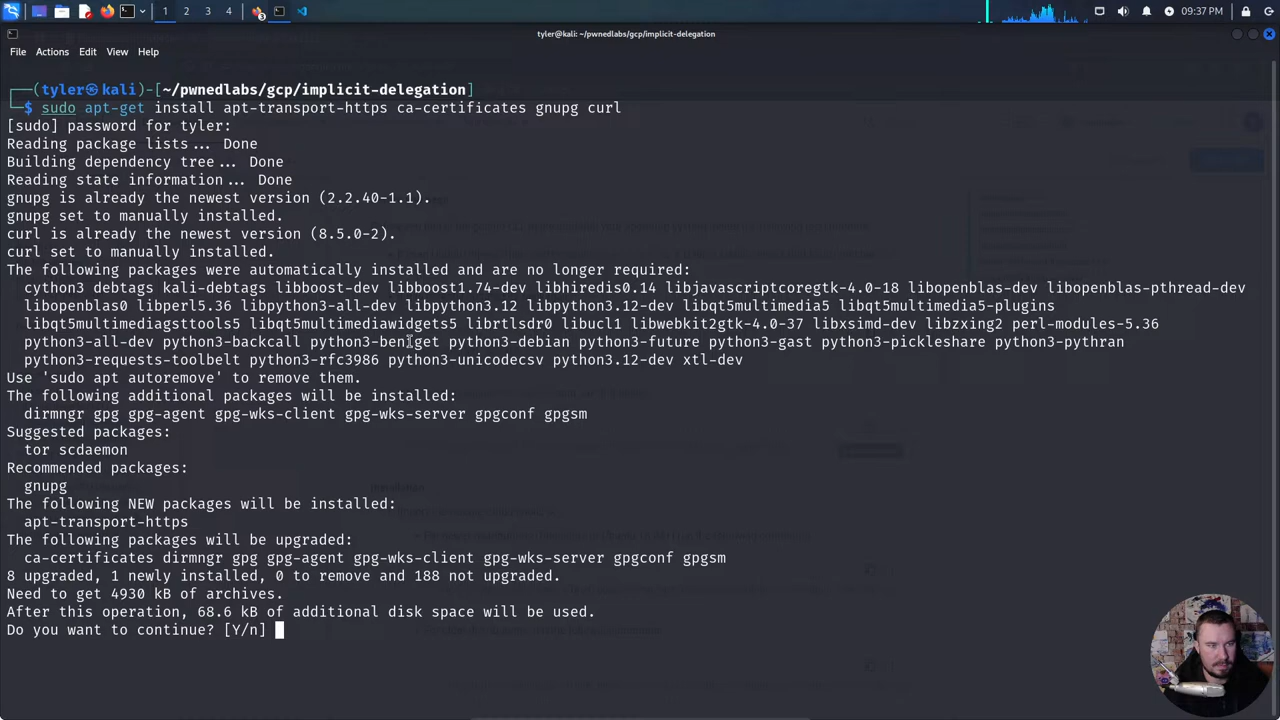 1 2 3 4 3 09:37 PM
tyler@kali: ~/pwnedlabs/gcp/implicit-delegation
File Actions Edit View Help
┌──(tyler㉿kali)-[~/pwnedlabs/gcp/implicit-delegation]
└─$ sudo apt-get install apt-transport-https ca-certificates gnupg curl
[sudo] password for tyler:
Reading package lists... Done
Building dependency tree... Done
Reading state information... Done
gnupg is already the newest version (2.2.40-1.1).
gnupg set to manually installed.
curl is already the newest version (8.5.0-2).
curl set to manually installed.
The following packages were automatically installed and are no longer required:
cython3 debtags kali-debtags libboost-dev libboost1.74-dev libhiredis0.14 libjavascriptcoregtk-4.0-18 libopenblas-dev libopenblas-pthread-dev
libopenblas0 libperl5.36 libpython3-all-dev libpython3.12 libpython3.12-dev libqt5multimedia5 libqt5multimedia5-plugins
libqt5multimediagsttools5 libqt5multimediawidgets5 librtlsdr0 libucl1 libwebkit2gtk-4.0-37 libxsimd-dev libzxing2 perl-modules-5.36
python3-all-dev python3-backcall python3-beniget python3-debian python3-future python3-gast python3-pickleshare python3-pythran
python3-requests-toolbelt python3-rfc3986 python3-unicodecsv python3.12-dev xtl-dev
Use 'sudo apt autoremove' to remove them.
The following additional packages will be installed:
dirmngr gpg gpg-agent gpg-wks-client gpg-wks-server gpgconf gpgsm
Suggested packages:
tor scdaemon
Recommended packages:
gnupg
The following NEW packages will be installed:
apt-transport-https
The following packages will be upgraded:
ca-certificates dirmngr gpg gpg-agent gpg-wks-client gpg-wks-server gpgconf gpgsm
8 upgraded, 1 newly installed, 0 to remove and 188 not upgraded.
Need to get 4930 kB of archives.
After this operation, 68.6 kB of additional disk space will be used.
Do you want to continue? [Y/n]